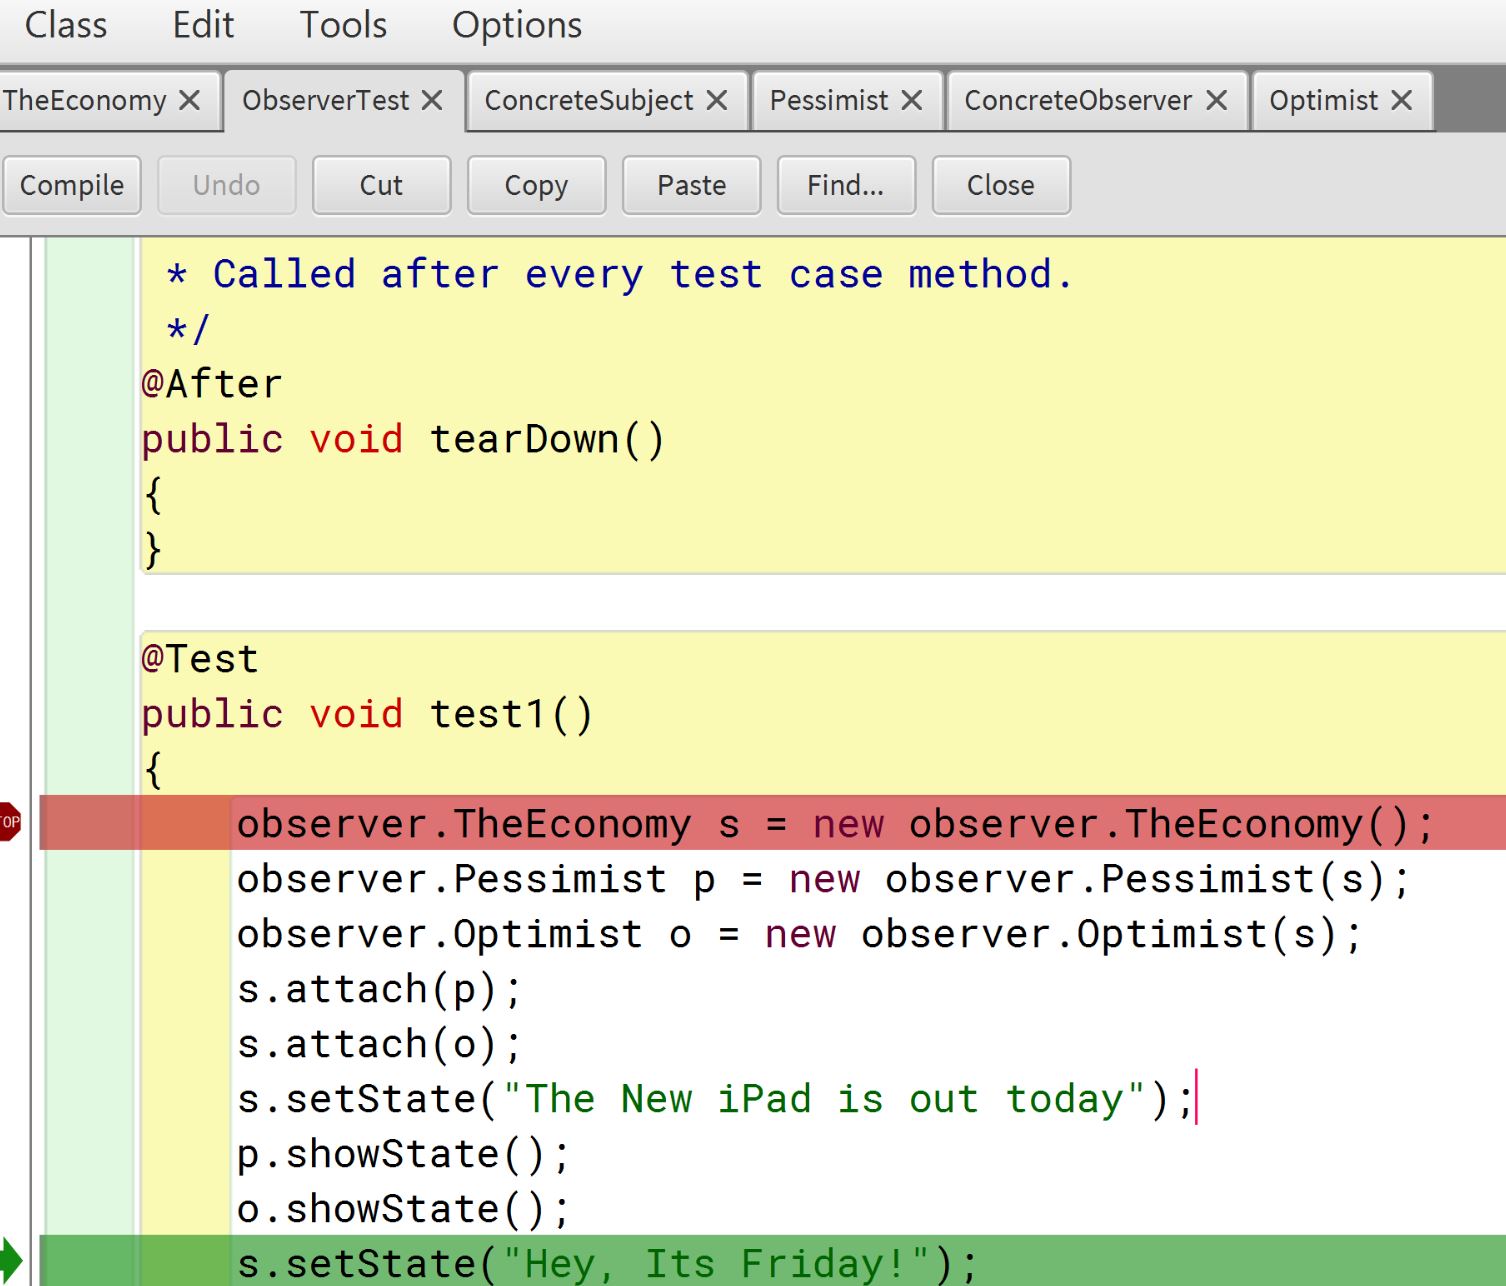 Class Edit Tools Options
TheEconomy ObserverTest ConcreteSubject Pessimist ConcreteObserver Optimist
Compile Undo Cut Copy Paste Find... Close
* Called after every test case method.
*/
@After
public void tearDown()
{
}
@Test
public void test1()
{
observer.TheEconomy s = new observer.TheEconomy();
observer.Pessimist p = new observer.Pessimist(s);
observer.Optimist o = new observer.Optimist(s);
s.attach(p);
s.attach(o);
s.setState("The New iPad is out today");
p.showState();
o.showState();
s.setState("Hey, Its Friday!");